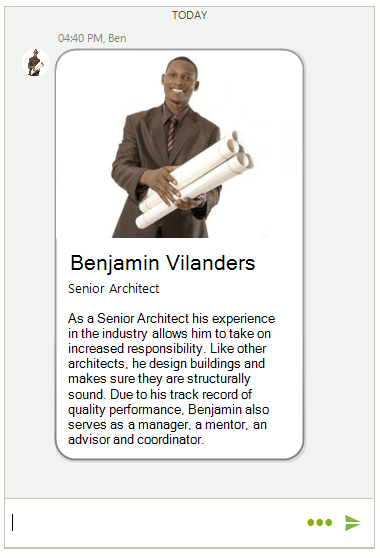 TODAY
04:40 PM, Ben
Benjamin Vilanders
Senior Architect
As a Senior Architect his experience
in the industry allows him to take on
increased responsibility. Like other
architects, he design buildings and
makes sure they are structurally
sound. Due to his track record of
quality performance, Benjamin also
serves as a manager, a mentor, an
advisor and coordinator.